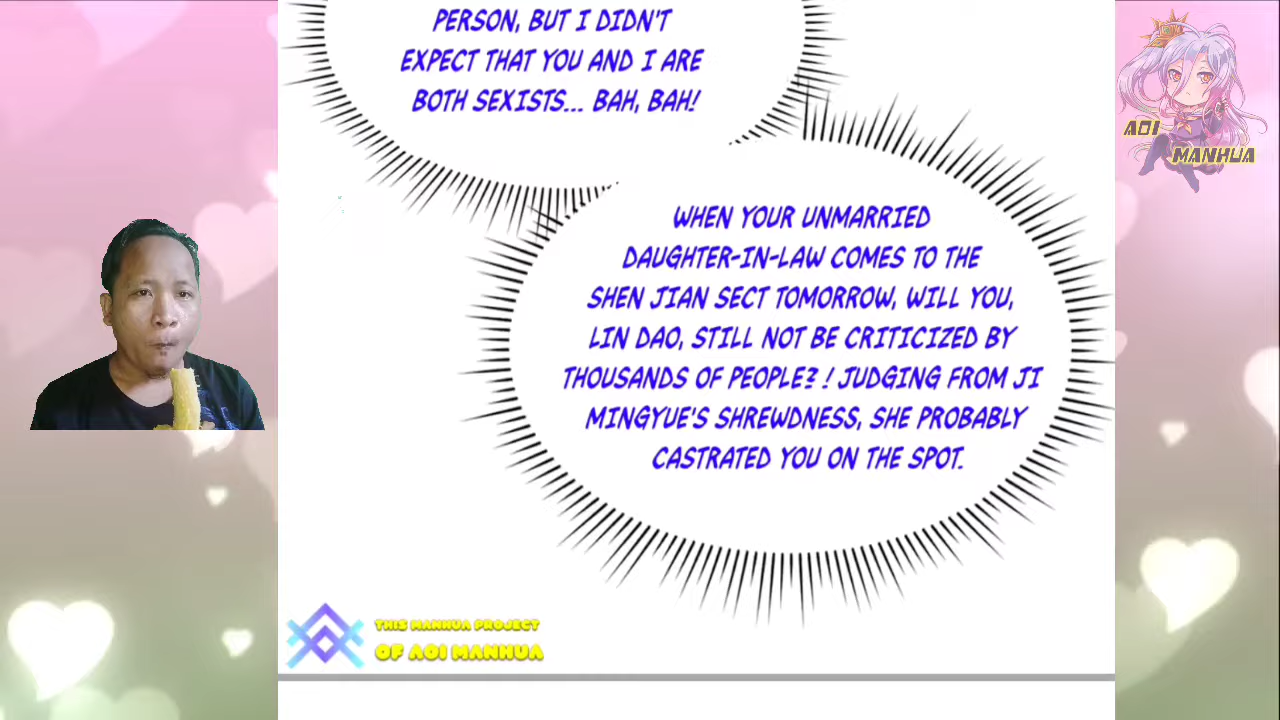 PERSON, BUT I DIDN'T
EXPECT THAT YOU AND I ARE
BOTH SEXISTS... BAH, BAH!
WHEN YOUR UNMARRIED
DAUGHTER-IN-LAW COMES TO THE
SHEN JIAN SECT TOMORROW, WILL YOU,
LIN DAO, STILL NOT BE CRITICIZED BY
THOUSANDS OF PEOPLE? ! JUDGING FROM JI
MINGYUE'S SHREWDNESS, SHE PROBABLY
CASTRATED YOU ON THE SPOT.
AOI
MANHUA
THIS MANHUA PROJECT
OF AOI MANHUA